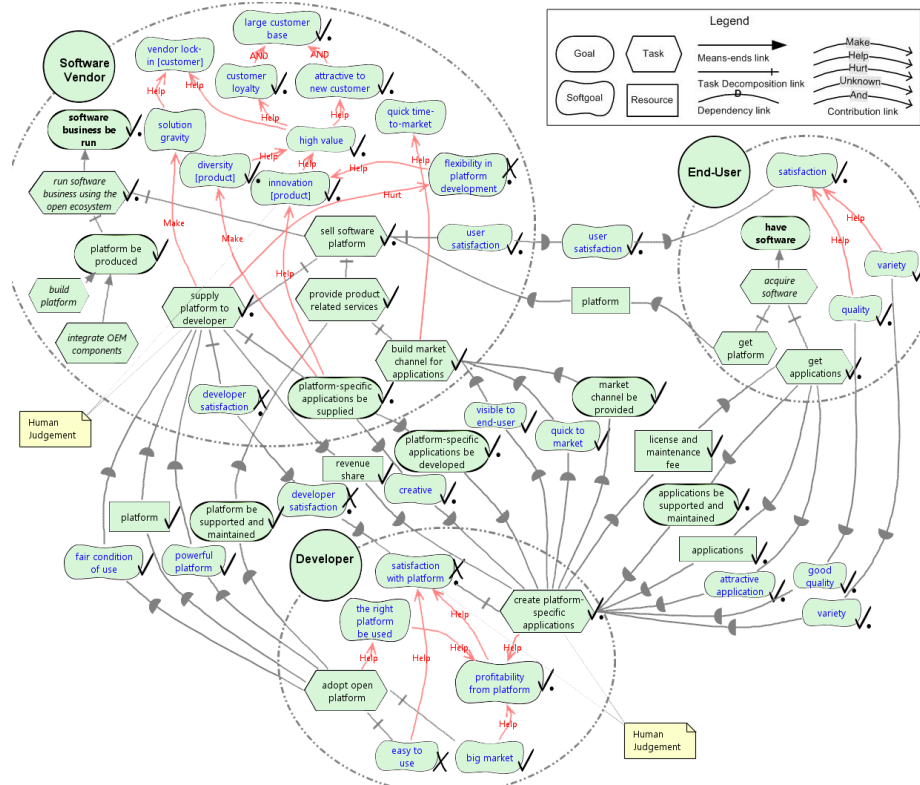 Software
Vendor
large customer
base
vendor lock-
in [customer]
AND
AND
customer
loyalty
attractive to
new customer
Help
Help
Help
Help
quick time-
to-market
software
business be
run
solution
gravity
high value
Help
Help
Help
diversity
[product]
innovation
[product]
flexibility in
platform
development
run software
business using the
open ecosystem
Hurt
Make
Make
Help
platform be
produced
sell software
platform
user
satisfaction
user
satisfaction
build
platform
integrate OEM
components
supply
platform to
developer
provide product
related services
platform
build market
channel for
applications
developer
satisfaction
platform-specific
applications be
supplied
visible to
end-user
market
channel be
provided
quick to
market
Human
Judgement
platform-specific
applications be
developed
revenue
share
creative
developer
satisfaction
platform
platform be
supported and
maintained
fair condition
of use
powerful
platform
Legend
Goal
Task
Softgoal
Resource
Means-ends link
Task Decomposition link
D
Dependency link
Make
Help
Hurt
Unknown
And
Contribution link
End-User
satisfaction
Help
Help
have
software
variety
acquire
software
quality
get
platform
get
applications
license and
maintenance
fee
applications be
supported and
maintained
applications
attractive
application
good
quality
variety
Developer
satisfaction
with platform
create platform-
specific
applications
the right
platform
be used
Help
Help
Help
Help
adopt open
platform
profitability
from platform
Help
easy to
use
big market
Human
Judgement